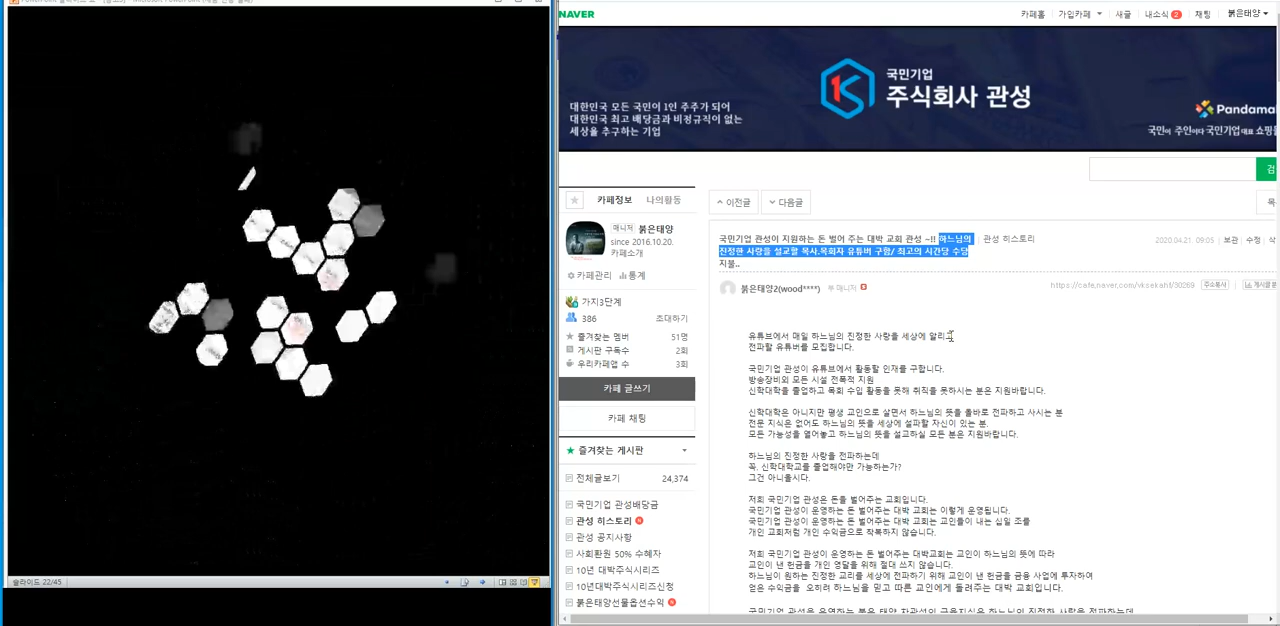 슬라이드 22/45
NAVER
카페홈 가입카페 새글 내소식 2 채팅 붉은태양
대한민국 모든 국민이 1인 주주가 되어
대한민국 최고 배당금과 비정규직이 없는
세상을 추구하는 기업
국민기업
주식회사 관성
Pandama
국민이 주인이다 국민기업 대표 쇼핑몰
검
카페정보 나의활동
매니저 붉은태양
since 2016.10.20.
카페소개
카페관리 통계
가지3단계
386 초대하기
즐겨찾는 멤버 51명
게시판 구독수 2회
우리카페앱 수 3회
카페 글쓰기
카페 채팅
즐겨찾는 게시판
전체글보기 24,374
국민기업 관성배당금
관성 히스토리
관성 공지사항
사회환원 50% 수혜자
10년 대박주식시리즈
10년대박주식시리즈신청
붉은태양선물옵션수익
이전글 다음글
목
국민기업 관성이 지원하는 돈 벌어 주는 대박 교회 관성 ~!! 하느님의 관성 히스토리
진정한 사랑을 설교할 목사.목회자 유튜버 구함/ 최고의 시간당 수당
지불..
2020.04.21. 09:05 보관 수정 삭
붉은태양2(wood****) 부매니저
https://cafe.naver.com/vksekahf/30269 주소복사
유튜브에서 매일 하느님의 진정한 사랑을 세상에 알리고
전파할 유튜버를 모집합니다.
국민기업 관성이 유튜브에서 활동할 인재를 구합니다.
방송장비외 모든 시설 전폭적 지원
신학대학을 졸업하고 목회 수입 활동을 못해 취직을 못하시는 분은 지원바랍니다.
신학대학은 아니지만 평생 교인으로 살면서 하느님의 뜻을 올바로 전파하고 사시는 분
전문 지식은 없어도 하느님의 뜻을 세상에 설파할 자신이 있는 분.
모든 가능성을 열어놓고 하느님의 뜻을 설교하실 모든 분은 지원바랍니다.
하느님의 진정한 사랑을 전파하는데
꼭. 신학대학교를 졸업해야만 가능하는가?
그건 아니올시다.
저희 국민기업 관성은 돈을 벌어주는 교회입니다.
국민기업 관성이 운영하는 돈 벌어주는 대박 교회는 이렇게 운영됩니다.
국민기업 관성이 운영하는 돈 벌어주는 대박 교회는 교인들이 내는 십일 조를
개인 교회처럼 개인 수익금으로 착복하지 않습니다.
저희 국민기업 관성이 운영하는 돈 벌어주는 대박교회는 교인이 하느님의 뜻에 따라
교인이 낸 헌금을 개인 영달을 위해 절대 쓰지 않습니다.
하느님이 원하는 진정한 교리를 세상에 전파하기 위해 교인이 낸 헌금을 금융 사업에 투자하여
얻은 수익금을 오히려 하느님을 믿고 따른 교인에게 돌려주는 대박 교회입니다.